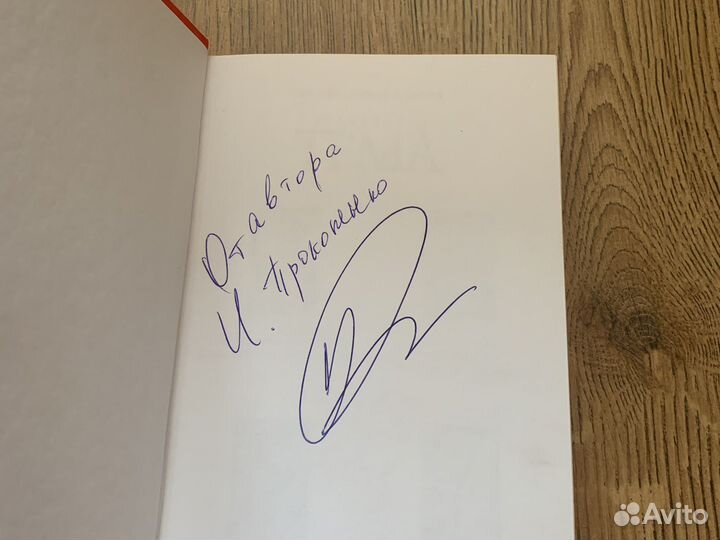 От автора
И. Прокопенко
Avito